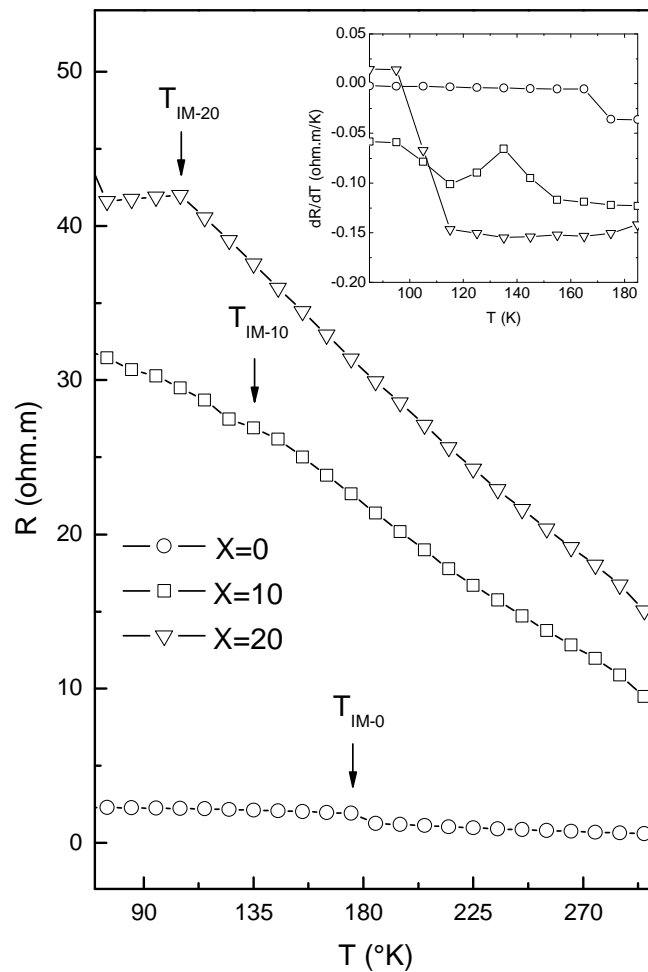 0.05
0.00
-0.05
-0.10
-0.15
-0.20
dR/dT (ohm.m/K)
100 120 140 160 180
T (K)
50
40
30
20
10
0
R (ohm.m)
T IM-20
T IM-10
X=0
X=10
X=20
T IM-0
90 135 180 225 270
T (°K)